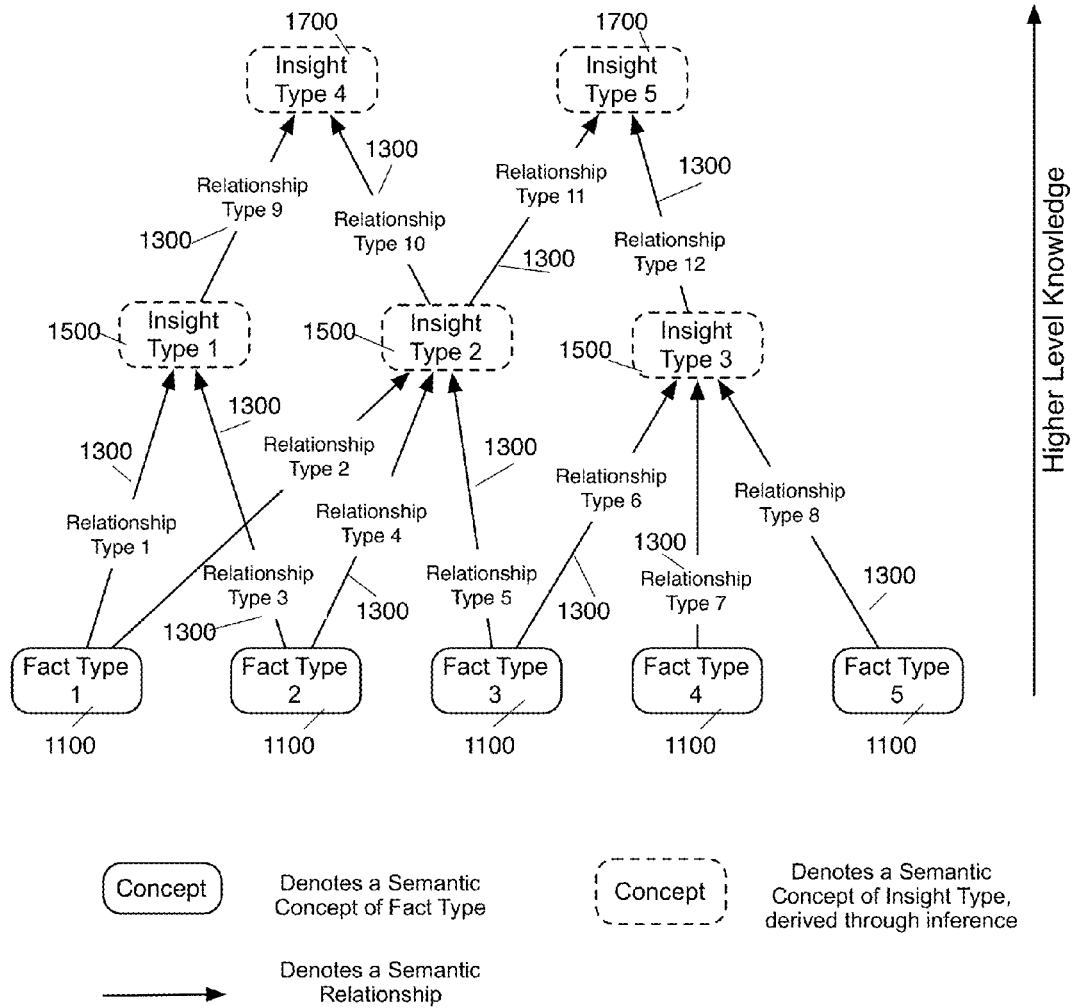 1700
1700
Insight
Type 4
Insight
Type 5
1300
1300
Relationship
Type 9
Relationship
Type 11
Relationship
Type 10
1300
1300
Relationship
Type 12
Higher Level Knowledge
1500
Insight
Type 1
1500
Insight
Type 2
1500
Insight
Type 3
1300
1300
Relationship
Type 2
1300
Relationship
Type 6
Relationship
Type 8
Relationship
Type 1
Relationship
Type 4
1300
Relationship
Type 3
Relationship
Type 5
Relationship
Type 7
1300
1300
1300
1300
Fact Type
1
Fact Type
2
Fact Type
3
Fact Type
4
Fact Type
5
1100
1100
1100
1100
1100
Concept
Denotes a Semantic
Concept of Fact Type
Concept
Denotes a Semantic
Concept of Insight Type,
derived through inference
Denotes a Semantic
Relationship